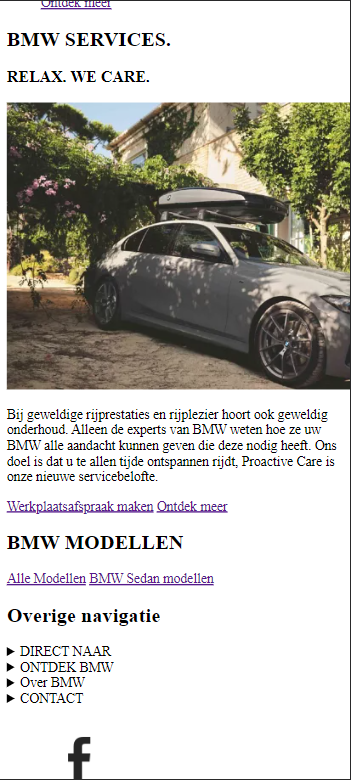 Ontdek meer
BMW SERVICES.
RELAX. WE CARE.
Bij geweldige rijprestaties en rijplezier hoort ook geweldig
onderhoud. Alleen de experts van BMW weten hoe ze uw
BMW alle aandacht kunnen geven die deze nodig heeft. Ons
doel is dat u te allen tijde ontspannen rijdt, Proactive Care is
onze nieuwe servicebelofte.
Werkplaatsafspraak maken Ontdek meer
BMW MODELLEN
Alle Modellen BMW Sedan modellen
Overige navigatie
DIRECT NAAR
ONTDEK BMW
Over BMW
CONTACT